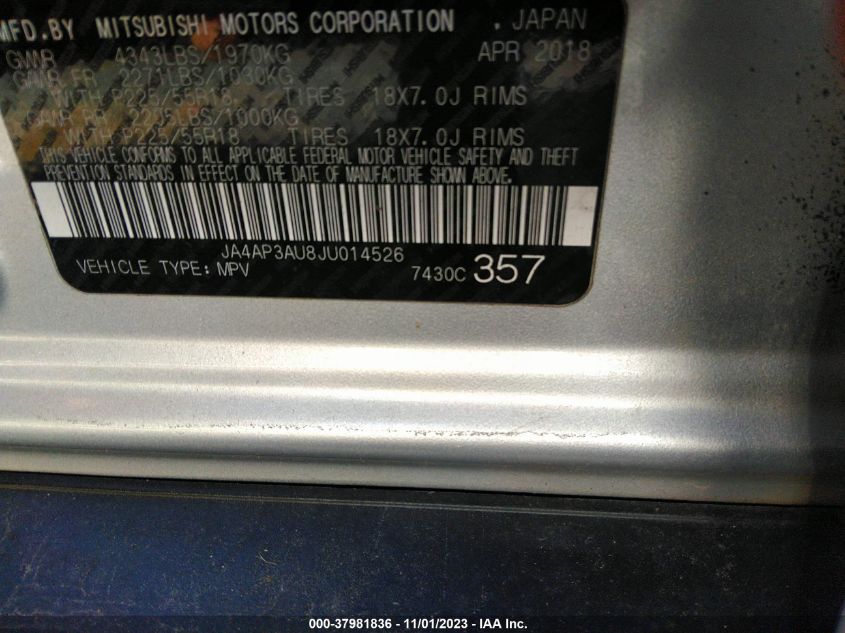 MFD.BY MITSUBISHI MOTORS CORPORATION . JAPAN
GVWR 4343LBS/1970KG APR 2018
GAWR FR 2271LBS/1030KG
WITH P225/55R18 TIRES 18X7.0J RIMS
GAWR RR 2205LBS/1000KG
WITH P225/55R18 TIRES 18X7.0J RIMS
THIS VEHICLE CONFORMS TO ALL APPLICABLE FEDERAL MOTOR VEHICLE SAFETY AND THEFT
PREVENTION STANDARDS IN EFFECT ON THE DATE OF MANUFACTURE SHOWN ABOVE.
JA4AP3AU8JU014526
VEHICLE TYPE: MPV 7430C 357
000-37981836 - 11/01/2023 - IAA Inc.